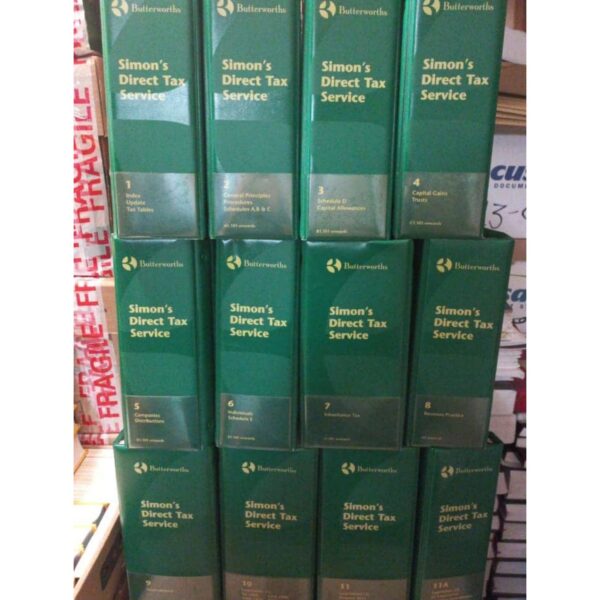 Butterworths
Simon's
Direct Tax
Service
1
Index
Update
Tax Tables
Butterworths
Simon's
Direct Tax
Service
2
General Principles
Procedures
Schedules A, B & C
Butterworths
Simon's
Direct Tax
Service
3
Schedule D
Capital Allowances
Butterworths
Simon's
Direct Tax
Service
4
Capital Gains
Trusts
Butterworths
Simon's
Direct Tax
Service
5
Companies
Distributions
Butterworths
Simon's
Direct Tax
Service
6
Individuals
Schedule E
Butterworths
Simon's
Direct Tax
Service
7
Inheritance Tax
Butterworths
Simon's
Direct Tax
Service
8
Revenue Practice
Butterworths
Simon's
Direct Tax
Service
9
Butterworths
Simon's
Direct Tax
Service
10
Butterworths
Simon's
Direct Tax
Service
11
Butterworths
Simon's
Direct Tax
Service
11A
FRAGILE
FRAGILE
FRAGILE